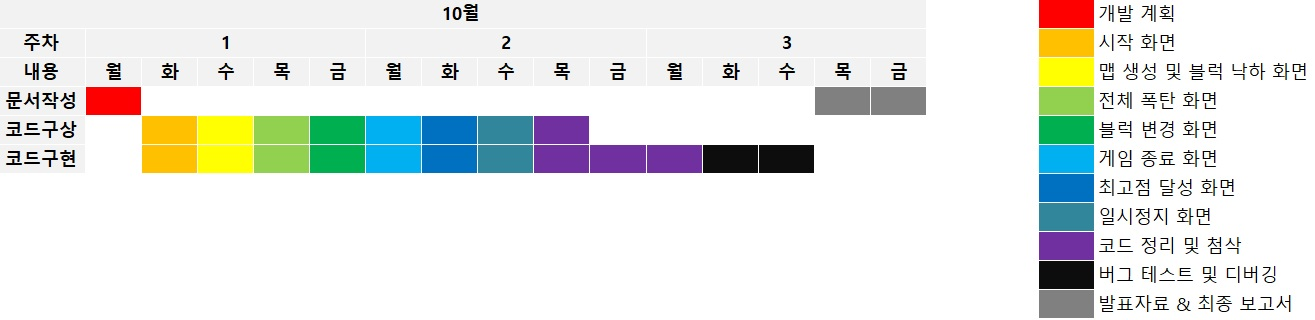 10월
주차 1 2 3
내용 월 화 수 목 금 월 화 수 목 금 월 화 수 목 금
문서작성
코드구상
코드구현
개발 계획
시작 화면
맵 생성 및 블럭 낙하 화면
전체 폭탄 화면
블럭 변경 화면
게임 종료 화면
최고점 달성 화면
일시정지 화면
코드 정리 및 첨삭
버그 테스트 및 디버깅
발표자료 & 최종 보고서